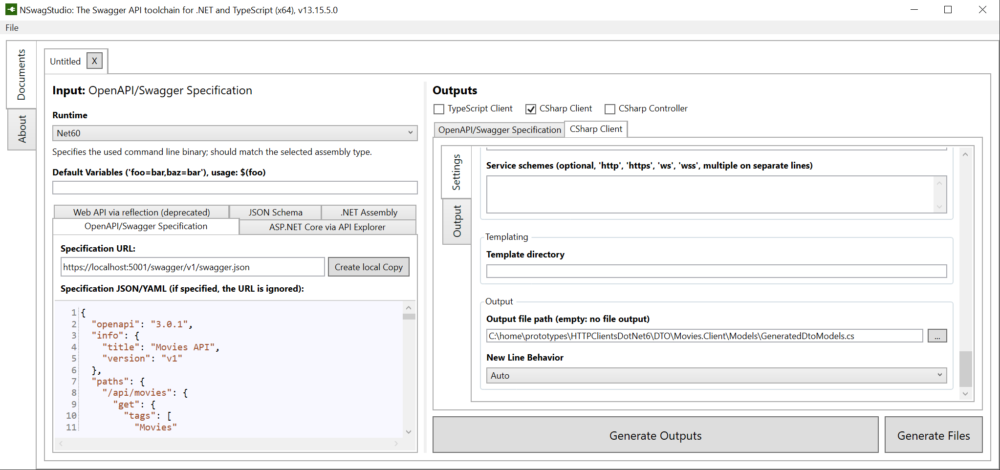 NSwagStudio: The Swagger API toolchain for .NET and TypeScript (x64), v13.15.5.0
File
Documents
About
Untitled
X
Input: OpenAPI/Swagger Specification
Runtime
Net60
Specifies the used command line binary; should match the selected assembly type.
Default Variables ('foo=bar,baz=bar'), usage: $(foo)
Web API via reflection (deprecated)
JSON Schema
.NET Assembly
OpenAPI/Swagger Specification
ASP.NET Core via API Explorer
Specification URL:
https://localhost:5001/swagger/v1/swagger.json
Create local Copy
Specification JSON/YAML (if specified, the URL is ignored):
1 {
2   "openapi": "3.0.1",
3   "info": {
4     "title": "Movies API",
5     "version": "v1"
6   },
7   "paths": {
8     "/api/movies": {
9       "get": {
10         "tags": [
11           "Movies"
Outputs
TypeScript Client
CSharp Client
CSharp Controller
OpenAPI/Swagger Specification
CSharp Client
Settings
Output
Service schemes (optional, 'http', 'https', 'ws', 'wss', multiple on separate lines)
Templating
Template directory
Output
Output file path (empty: no file output)
C:\home\prototypes\HTTPClientsDotNet6\DTO\Movies.Client\Models\GeneratedDtoModels.cs
...
New Line Behavior
Auto
Generate Outputs
Generate Files